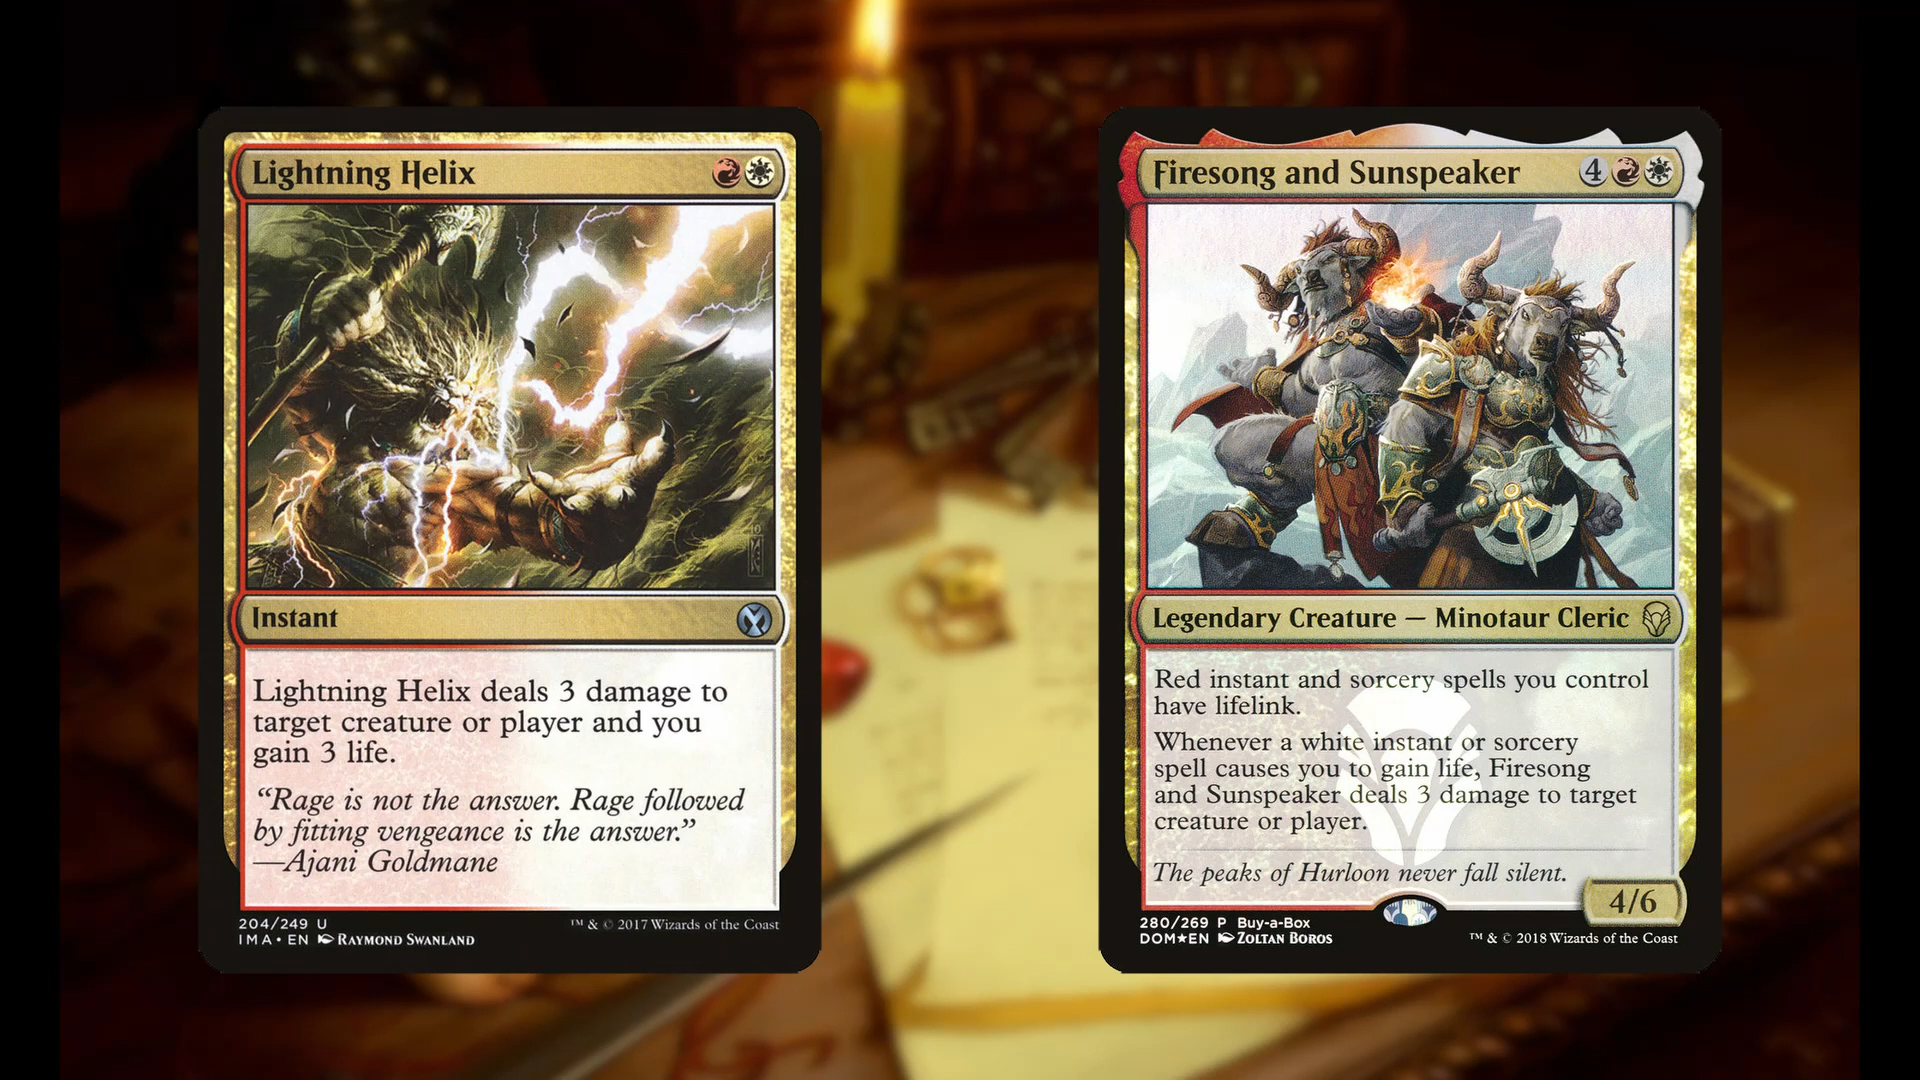 Lightning Helix
Instant
Lightning Helix deals 3 damage to
target creature or player and you
gain 3 life.
“Rage is not the answer. Rage followed
by fitting vengeance is the answer.”
—Ajani Goldmane
204/249 U
IMA • EN Raymond Swanland
™ & © 2017 Wizards of the Coast
Firesong and Sunspeaker
4
Legendary Creature — Minotaur Cleric
Red instant and sorcery spells you control
have lifelink.
Whenever a white instant or sorcery
spell causes you to gain life, Firesong
and Sunspeaker deals 3 damage to target
creature or player.
The peaks of Hurloon never fall silent.
4/6
280/269 P Buy-a-Box
DOM★EN Zoltan Boros
™ & © 2018 Wizards of the Coast